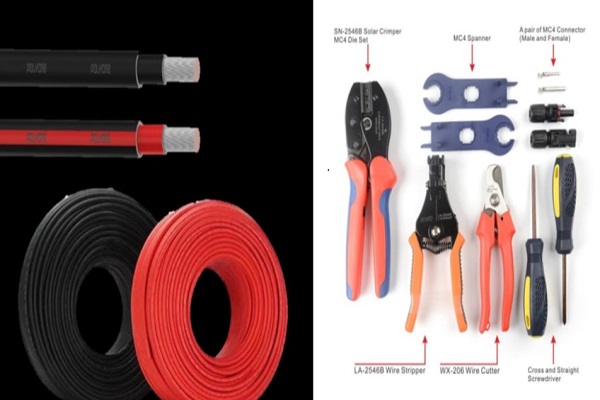 SN-2546B Solar Crimper
MC4 Die Set
MC4 Spanner
A pair of MC4 Connector
(Male and Female)
LA-2546B Wire Stripper
WX-206 Wire Cutter
Cross and Straight
Screwdriver